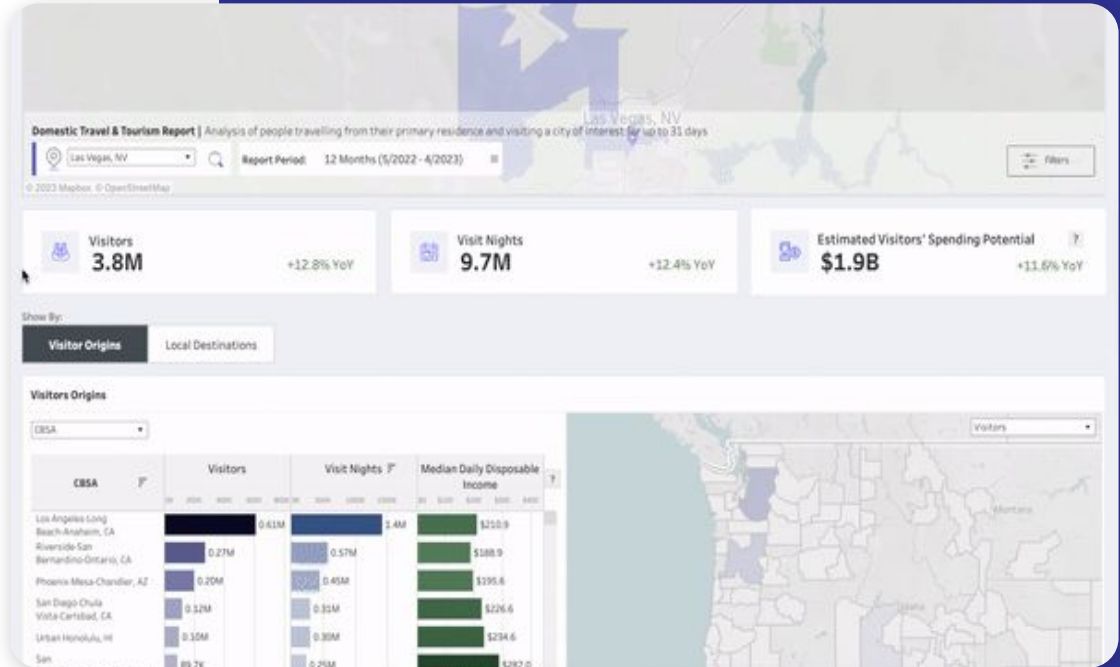 Las Vegas, NV
Domestic Travel & Tourism Report | Analysis of people travelling from their primary residence and visiting a city of interest for up to 31 days
Las Vegas, NV
Report Period: 12 Months (5/2022 - 4/2023)
Filters
© 2023 Mapbox © OpenStreetMap
Visitors
3.8M
+12.8% YoY
Visit Nights
9.7M
+12.4% YoY
Estimated Visitors' Spending Potential
?
$1.9B
+11.6% YoY
Show By:
Visitor Origins
Local Destinations
Visitors Origins
CBSA
Visitors
CBSA
Visitors
Visit Nights
Median Daily Disposable
Income
?
Los Angeles-Long
Beach-Anaheim, CA
0.61M
1.4M
$210.9
Riverside-San
Bernardino-Ontario, CA
0.27M
0.57M
$188.9
Phoenix-Mesa-Chandler, AZ
0.20M
0.45M
$195.6
San Diego-Chula
Vista-Carlsbad, CA
0.12M
0.31M
$226.6
Urban Honolulu, HI
0.10M
0.30M
$234.6
San
89.7K
0.25M
$287.0
Montana
Idaho